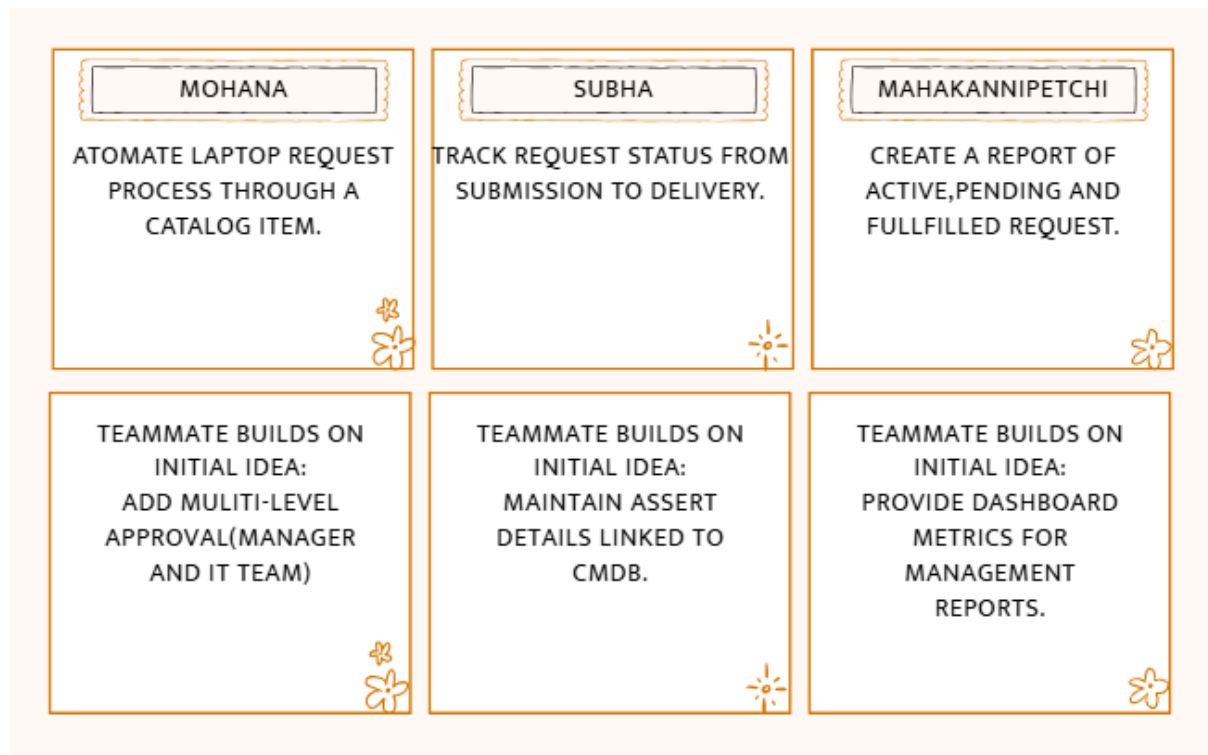 MOHANA
ATOMATE LAPTOP REQUEST
PROCESS THROUGH A
CATALOG ITEM.
SUBHA
TRACK REQUEST STATUS FROM
SUBMISSION TO DELIVERY.
MAHAKANNIPETCHI
CREATE A REPORT OF
ACTIVE,PENDING AND
FULLFILLED REQUEST.
TEAMMATE BUILDS ON
INITIAL IDEA:
ADD MULITI-LEVEL
APPROVAL(MANAGER
AND IT TEAM)
TEAMMATE BUILDS ON
INITIAL IDEA:
MAINTAIN ASSERT
DETAILS LINKED TO
CMDB.
TEAMMATE BUILDS ON
INITIAL IDEA:
PROVIDE DASHBOARD
METRICS FOR
MANAGEMENT
REPORTS.